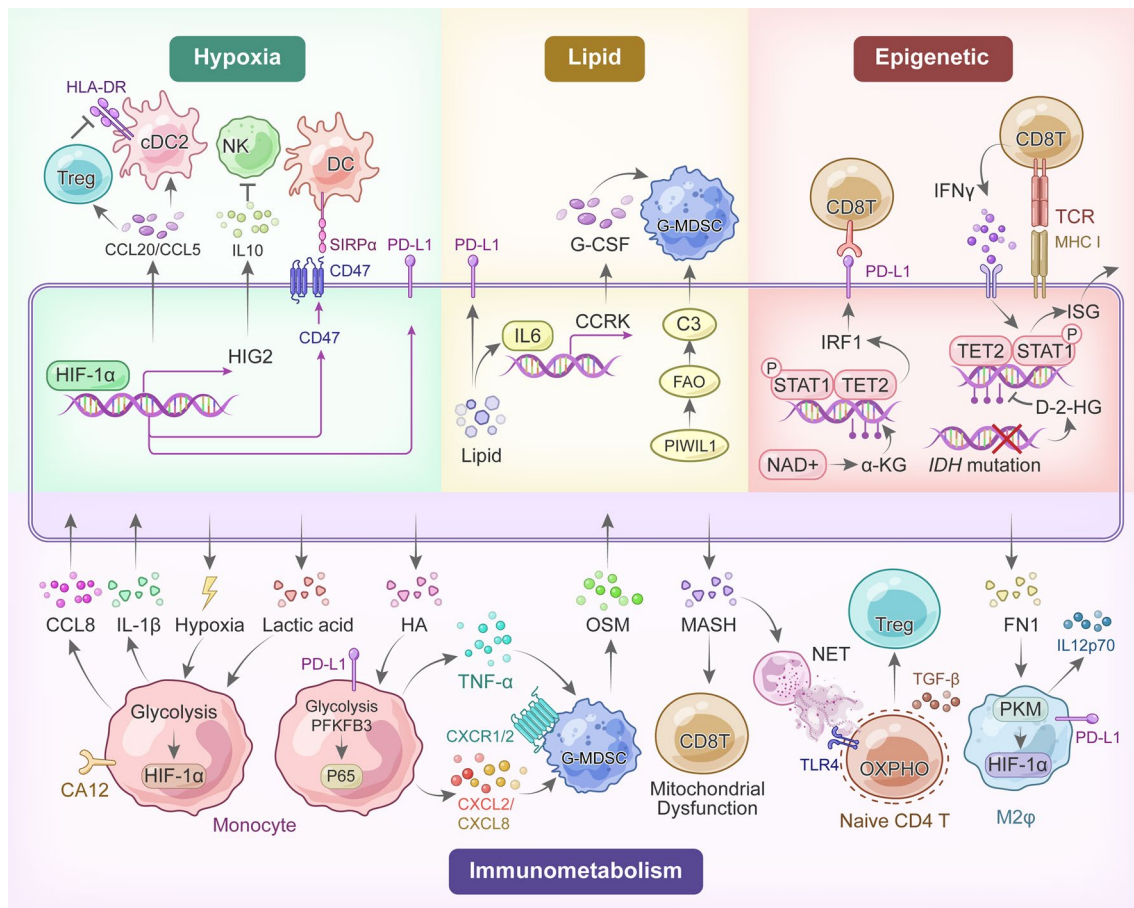 Hypoxia
Lipid
Epigenetic
HLA-DR
cDC2
NK
DC
Treg
CCL20/CCL5
IL10
SIRPα
PD-L1
CD47
CD47
HIG2
HIF-1α
PD-L1
G-CSF
G-MDSC
IL6
CCRK
C3
FAO
PIWIL1
Lipid
CD8T
CD8T
IFNγ
TCR
MHC I
PD-L1
IRF1
ISG
P
STAT1
TET2
TET2
STAT1
P
D-2-HG
NAD+
α-KG
IDH mutation
CCL8
IL-1β
Hypoxia
Lactic acid
HA
OSM
MASH
FN1
Treg
NET
IL12p70
PD-L1
TNF-α
TGF-β
Glycolysis
HIF-1α
CA12
Monocyte
Glycolysis
PFKFB3
P65
CXCR1/2
G-MDSC
CXCL2/
CXCL8
CD8T
Mitochondrial
Dysfunction
TLR4
OXPHO
Naive CD4 T
PKM
HIF-1α
PD-L1
M2φ
Immunometabolism